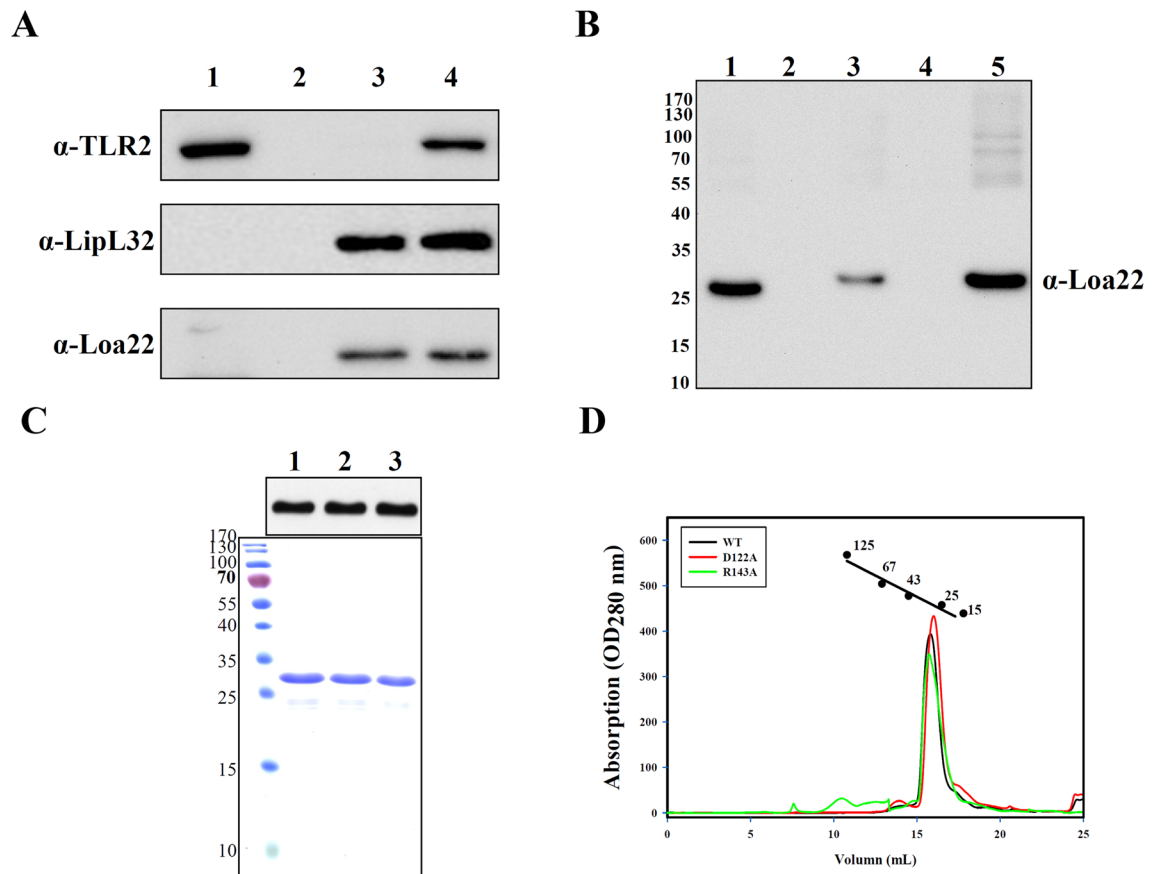 A
1 2 3 4
α-TLR2
α-LipL32
α-Loa22
B
1 2 3 4 5
170
130
100
70
55
40
35
25
15
10
α-Loa22
C
1 2 3
170
130
100
70
55
40
35
25
15
10
D
Absorption (OD280 nm)
600
500
400
300
200
100
0
WT
D122A
R143A
125
67
43
25
15
0 5 10 15 20 25
Volumn (mL)